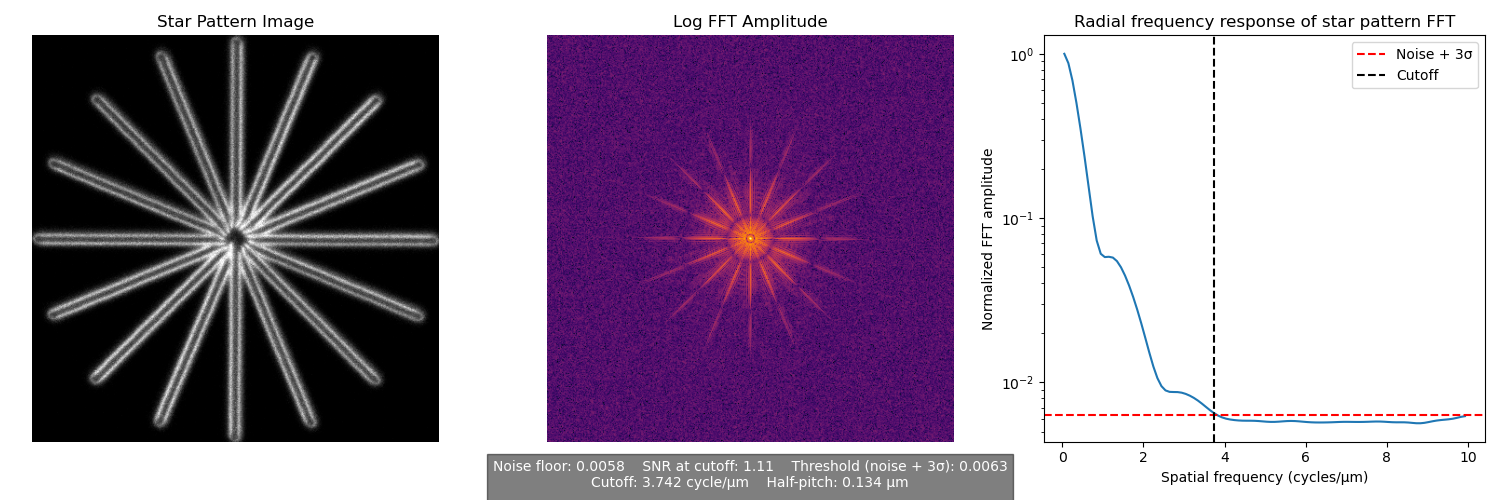 Star Pattern Image
Log FFT Amplitude
Radial frequency response of star pattern FFT
Noise + 3σ
Cutoff
Normalized FFT amplitude
10⁰
10⁻¹
10⁻²
0 2 4 6 8 10
Spatial frequency (cycles/μm)
Noise floor: 0.0058 SNR at cutoff: 1.11 Threshold (noise + 3σ): 0.0063
Cutoff: 3.742 cycle/μm Half-pitch: 0.134 μm